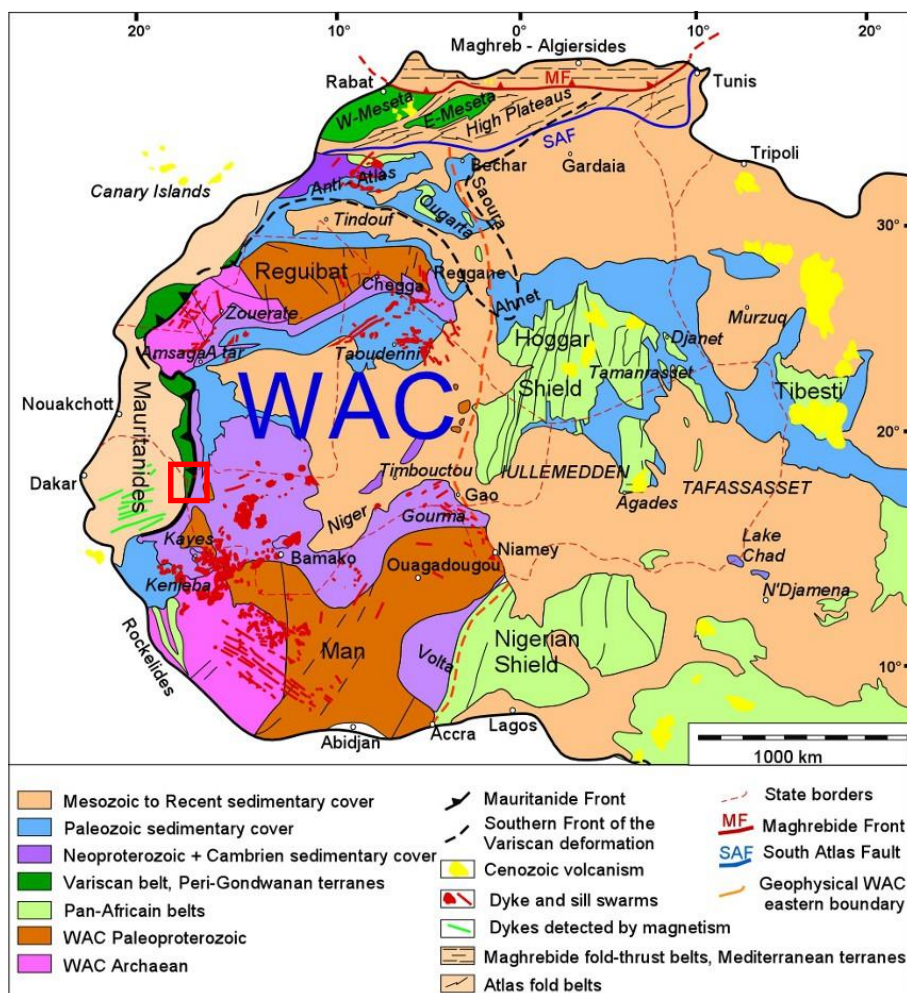 20°
10°
0°
10°
20°
Maghreb - Algiersides
Rabat
MF
Tunis
W-Meseta
E-Meseta
High Plateaus
SAF
Tripoli
Bechar
Gardaia
Anti - Atlas
Saoura
Canary Islands
Ougarta
Tindouf
30°
Reguibat
Reggane
Chegga
Ahnet
Zouerate
Murzuq
Hoggar
Djanet
Amsaga
Atar
Taoudenni
Tamanrasset
Shield
Tibesti
WAC
Mauritanides
Nouakchott
20°
Timbouctou
IULLEMEDDEN
Dakar
Gao
Agades
TAFASSASSET
Niger
Gourma
Kayes
Lake
Chad
Bamako
Niamey
Ouagadougou
Kenieba
N'Djamena
Rockelides
Man
Volta
Nigerian
Shield
10°
Lagos
Abidjan
Accra
1000 km
Mesozoic to Recent sedimentary cover
Paleozoic sedimentary cover
Neoproterozoic + Cambrien sedimentary cover
Variscan belt, Peri-Gondwanan terranes
Pan-Africain belts
WAC Paleoproterozoic
WAC Archaean
Mauritanide Front
Southern Front of the
Variscan deformation
Cenozoic volcanism
Dyke and sill swarms
Dykes detected by magnetism
Maghrebide fold-thrust belts, Mediterranean terranes
Atlas fold belts
State borders
MF
Maghrebide Front
SAF
South Atlas Fault
Geophysical WAC
eastern boundary